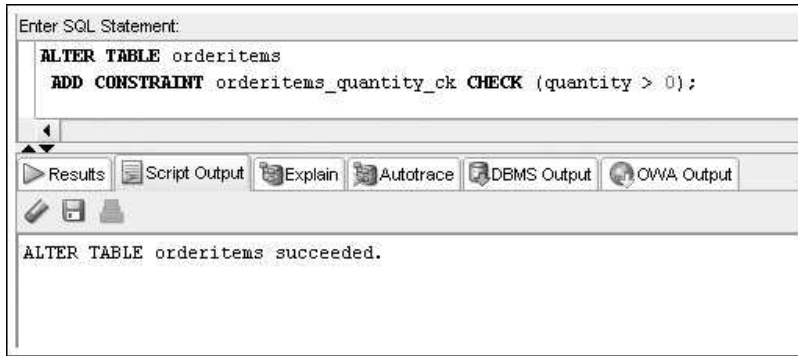 Enter SQL Statement:
ALTER TABLE orderitems
ADD CONSTRAINT orderitems_quantity_ck CHECK (quantity > 0);
Results Script Output Explain Autotrace DBMS Output OWA Output
ALTER TABLE orderitems succeeded.